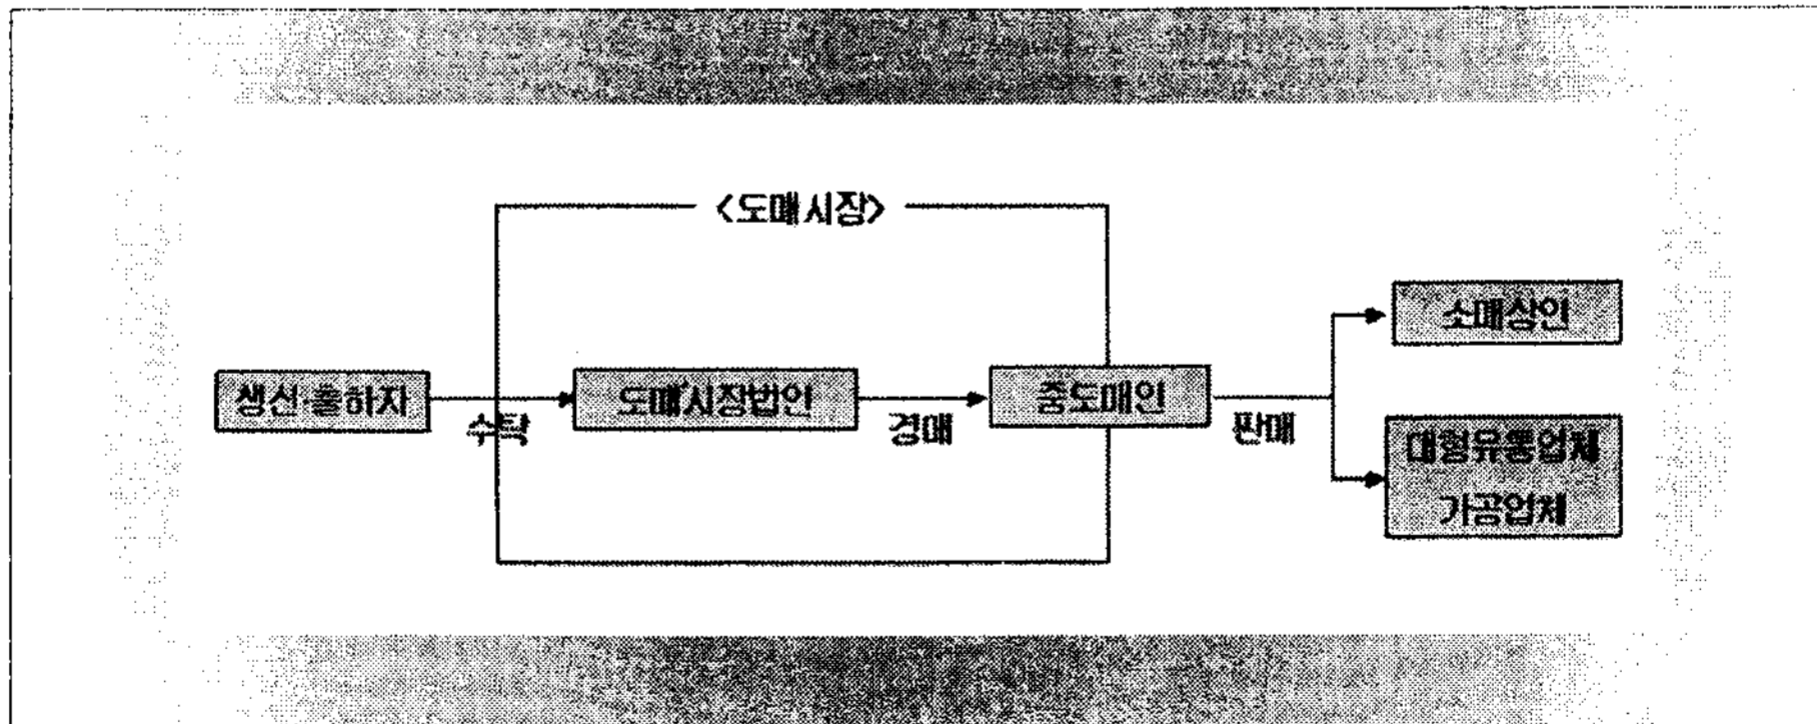 <도매시장>
생산·출하자
수탁
도매시장법인
경매
중도매인
판매
소매상인
대형유통업체
가공업체